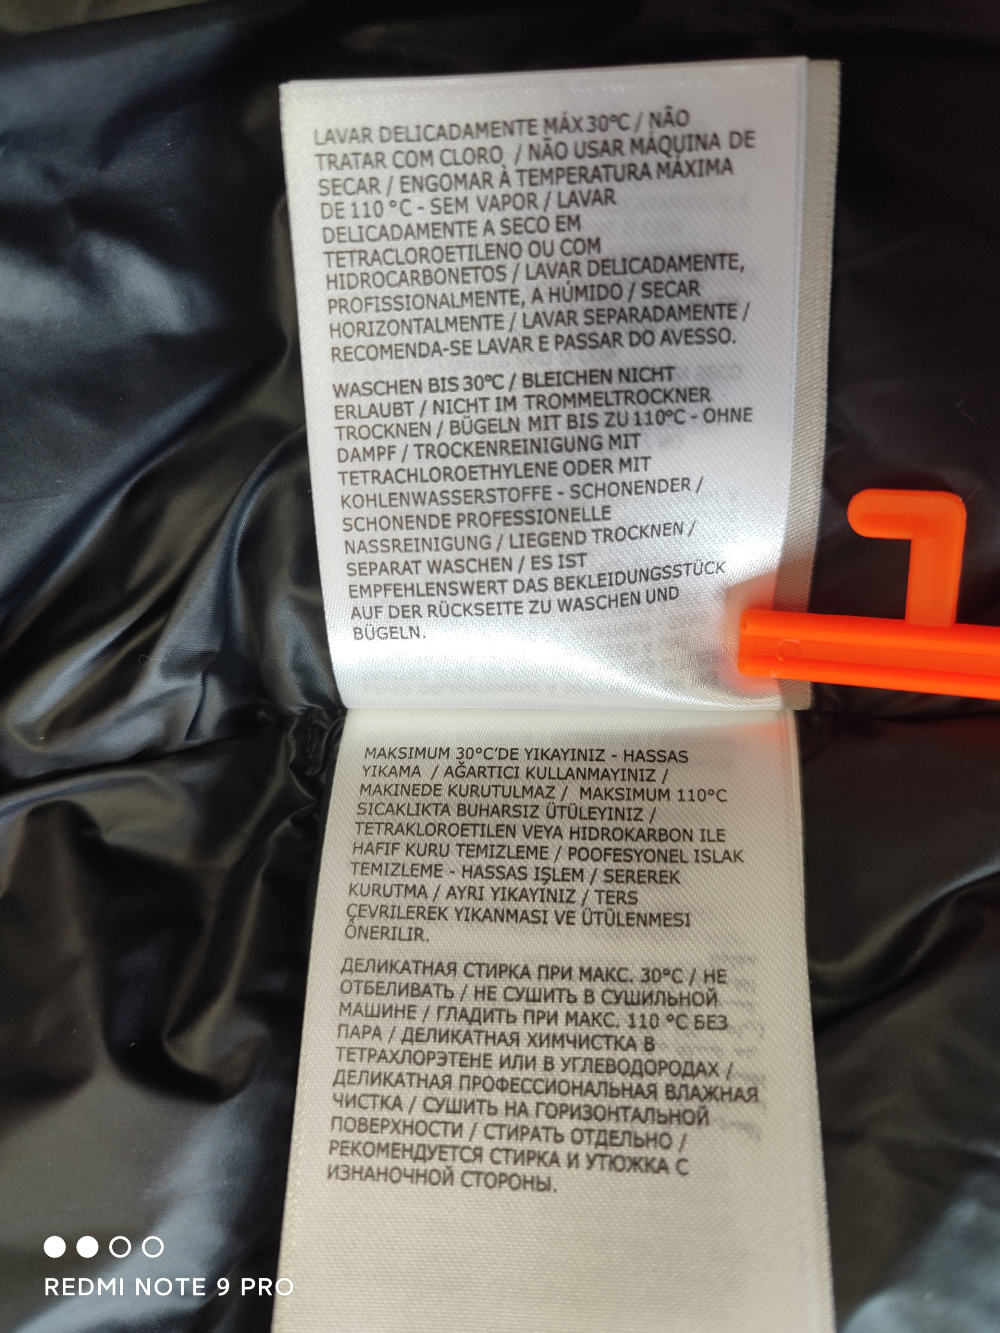 LAVAR DELICADAMENTE MÁX30°C / NÃO
TRATAR COM CLORO / NÃO USAR MÁQUINA DE
SECAR / ENGOMAR À TEMPERATURA MÁXIMA
DE 110 °C - SEM VAPOR / LAVAR
DELICADAMENTE A SECO EM
TETRACLOROETILENO OU COM
HIDROCARBONETOS / LAVAR DELICADAMENTE,
PROFISSIONALMENTE, A HÚMIDO / SECAR
HORIZONTALMENTE / LAVAR SEPARADAMENTE /
RECOMENDA-SE LAVAR E PASSAR DO AVESSO.
WASCHEN BIS 30°C / BLEICHEN NICHT
ERLAUBT / NICHT IM TROMMELTROCKNER
TROCKNEN / BÜGELN MIT BIS ZU 110°C - OHNE
DAMPF / TROCKENREINIGUNG MIT
TETRACHLOROETHYLENE ODER MIT
KOHLENWASSERSTOFFE - SCHONENDER /
SCHONENDE PROFESSIONELLE
NASSREINIGUNG / LIEGEND TROCKNEN /
SEPARAT WASCHEN / ES IST
EMPFEHLENSWERT DAS BEKLEIDUNGSSTÜCK
AUF DER RÜCKSEITE ZU WASCHEN UND
BÜGELN.
MAKSIMUM 30°C'DE YIKAYINIZ - HASSAS
YIKAMA / AĞARTICI KULLANMAYINIZ /
MAKINEDE KURUTULMAZ / MAKSIMUM 110°C
SICAKLIKTA BUHARSIZ ÜTÜLEYINIZ /
TETRAKLOROETILEN VEYA HIDROKARBON ILE
HAFIF KURU TEMIZLEME / POOFESYONEL ISLAK
TEMIZLEME - HASSAS IŞLEM / SEREREK
KURUTMA / AYRI YIKAYINIZ / TERS
ÇEVRILEREK YIKANMASI VE ÜTÜLENMESI
ÖNERILIR.
ДЕЛИКАТНАЯ СТИРКА ПРИ МАКС. 30°C / НЕ
ОТБЕЛИВАТЬ / НЕ СУШИТЬ В СУШИЛЬНОЙ
МАШИНЕ / ГЛАДИТЬ ПРИ МАКС. 110 °C БЕЗ
ПАРА / ДЕЛИКАТНАЯ ХИМЧИСТКА В
ТЕТРАХЛОРЭТЕНЕ ИЛИ В УГЛЕВОДОРОДАХ /
ДЕЛИКАТНАЯ ПРОФЕССИОНАЛЬНАЯ ВЛАЖНАЯ
ЧИСТКА / СУШИТЬ НА ГОРИЗОНТАЛЬНОЙ
ПОВЕРХНОСТИ / СТИРАТЬ ОТДЕЛЬНО /
РЕКОМЕНДУЕТСЯ СТИРКА И УТЮЖКА С
ИЗНАНОЧНОЙ СТОРОНЫ.
REDMI NOTE 9 PRO